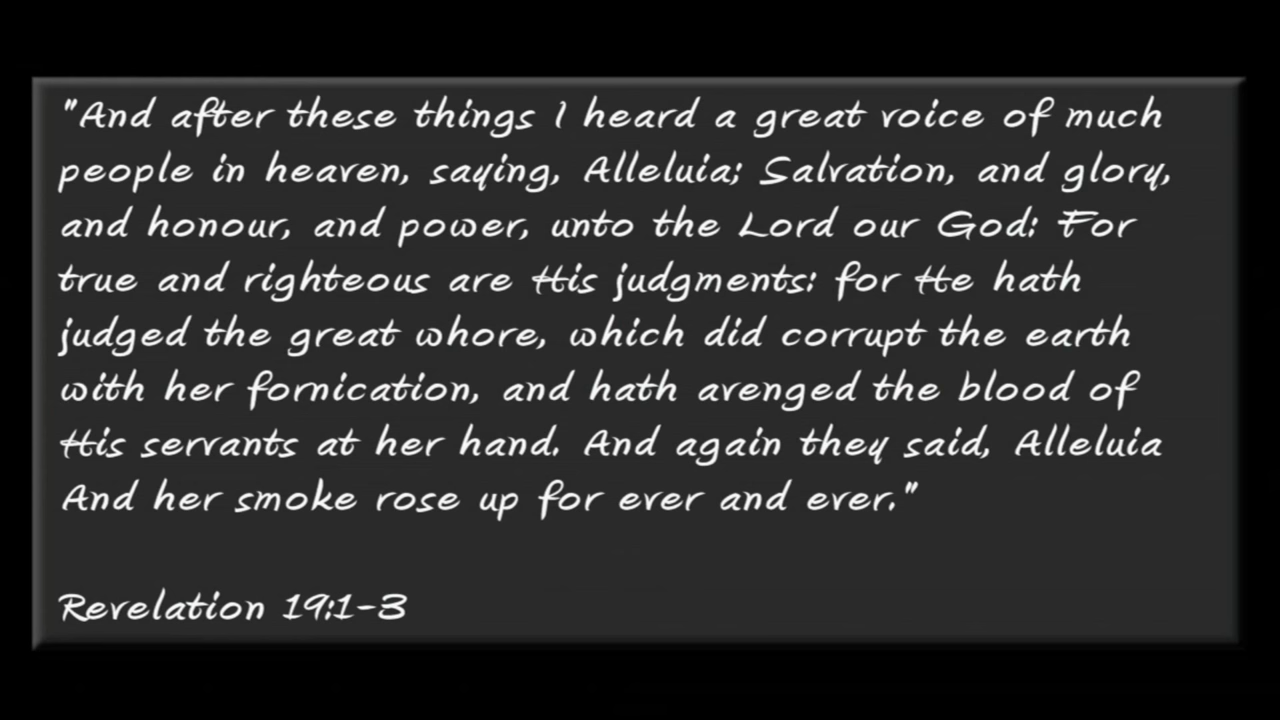 "And after these things I heard a great voice of much
people in heaven, saying, Alleluia; Salvation, and glory,
and honour, and power, unto the Lord our God: For
true and righteous are His judgments: for He hath
judged the great whore, which did corrupt the earth
with her fornication, and hath avenged the blood of
His servants at her hand. And again they said, Alleluia
And her smoke rose up for ever and ever."
Revelation 19:1-3